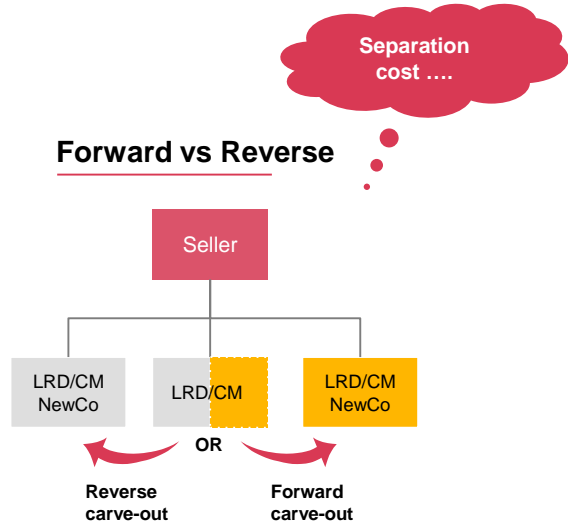 Separation
cost ....
Forward vs Reverse
Seller
LRD/CM
NewCo
LRD/CM
LRD/CM
NewCo
OR
Reverse
carve-out
Forward
carve-out